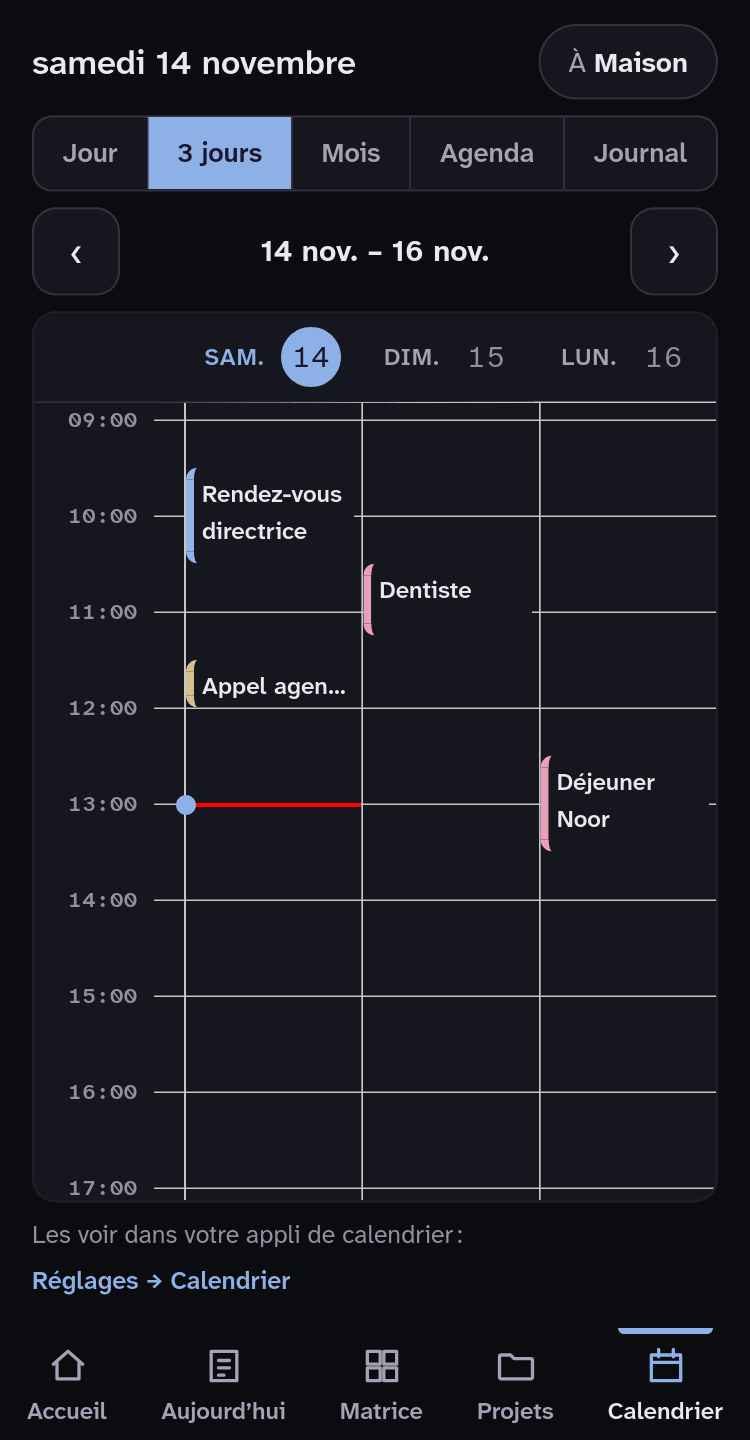 samedi 14 novembre
À Maison
Jour 3 jours Mois Agenda Journal
‹ 14 nov. – 16 nov. ›
SAM. 14 DIM. 15 LUN. 16
09:00
Rendez-vous
10:00
directrice
Dentiste
11:00
Appel agen…
12:00
Déjeuner
13:00
Noor
14:00
15:00
16:00
17:00
Les voir dans votre appli de calendrier :
Réglages → Calendrier
Accueil Aujourd’hui Matrice Projets Calendrier